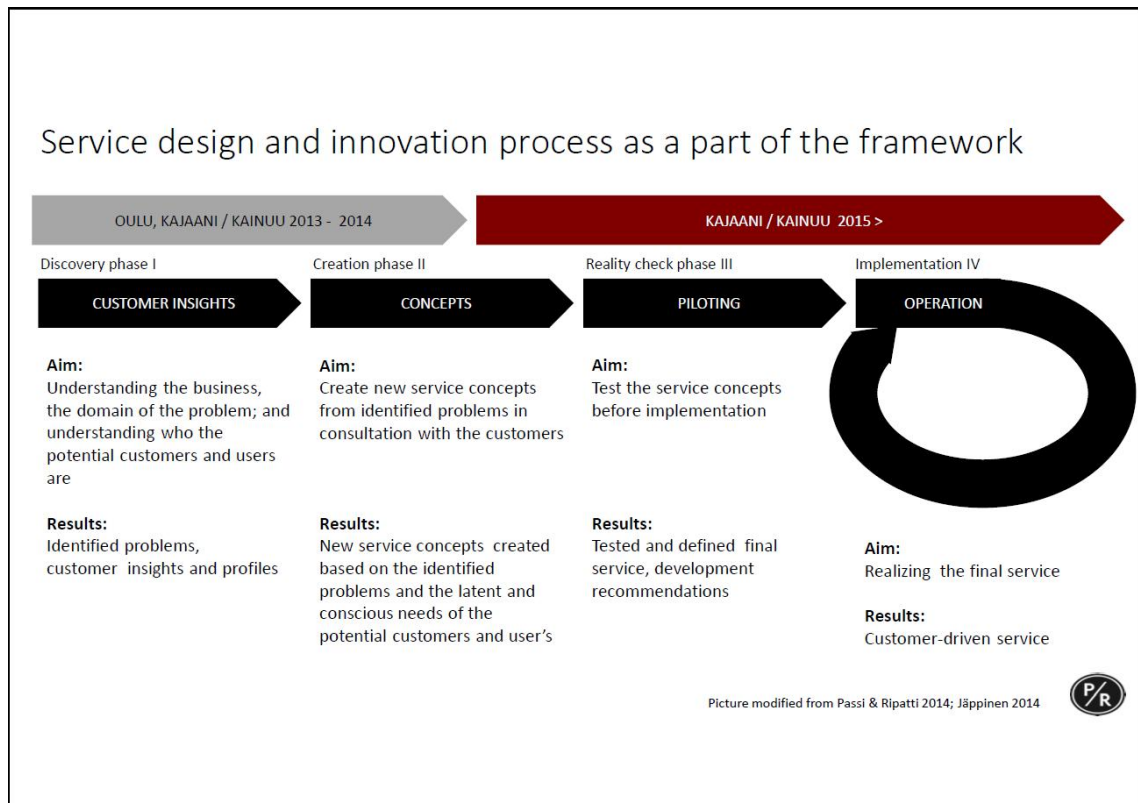 Service design and innovation process as a part of the framework
OULU, KAJAANI / KAINUU 2013 - 2014
KAJAANI / KAINUU 2015 >
Discovery phase I
CUSTOMER INSIGHTS
Aim:
Understanding the business,
the domain of the problem; and
understanding who the
potential customers and users
are
Results:
Identified problems,
customer insights and profiles
Creation phase II
CONCEPTS
Aim:
Create new service concepts
from identified problems in
consultation with the customers
Results:
New service concepts created
based on the identified
problems and the latent and
conscious needs of the
potential customers and user's
Reality check phase III
PILOTING
Aim:
Test the service concepts
before implementation
Results:
Tested and defined final
service, development
recommendations
Implementation IV
OPERATION
Aim:
Realizing the final service
Results:
Customer-driven service
Picture modified from Passi & Ripatti 2014; Jäppinen 2014
P/R